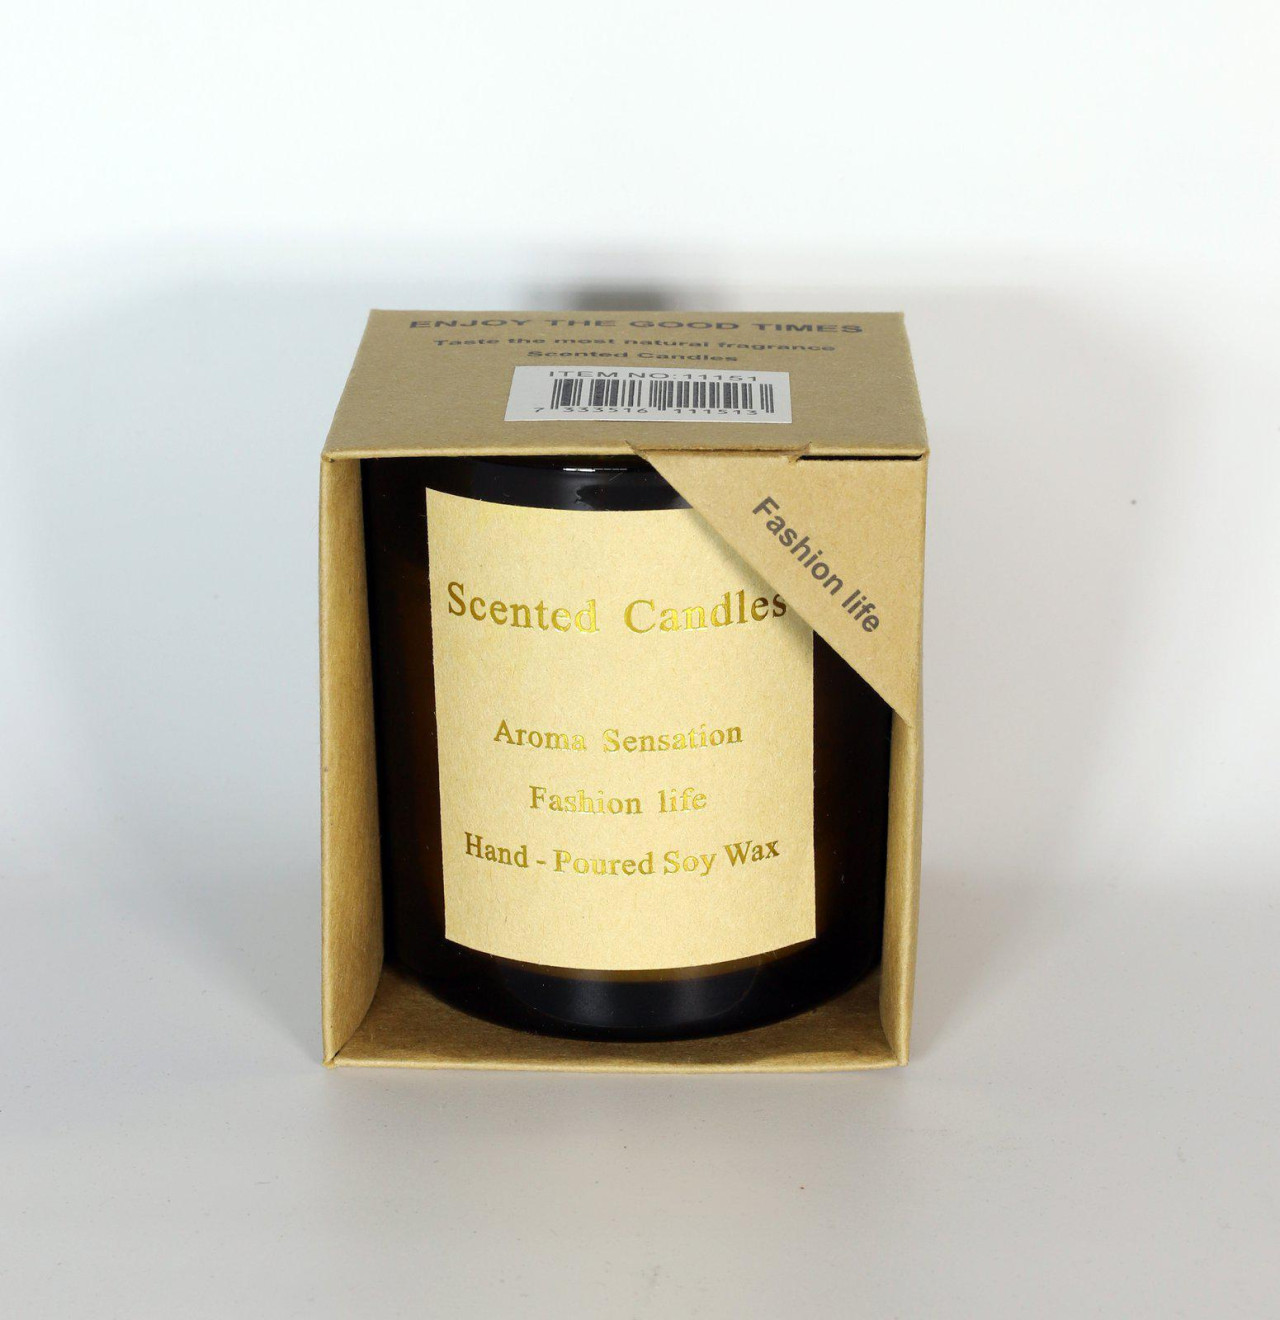 ENJOY THE GOOD TIMES
Taste the most natural fragrance
Scented Candles
ITEM NO:11151
7 333516 111513
Fashion life
Scented Candles
Aroma Sensation
Fashion life
Hand - Poured Soy Wax